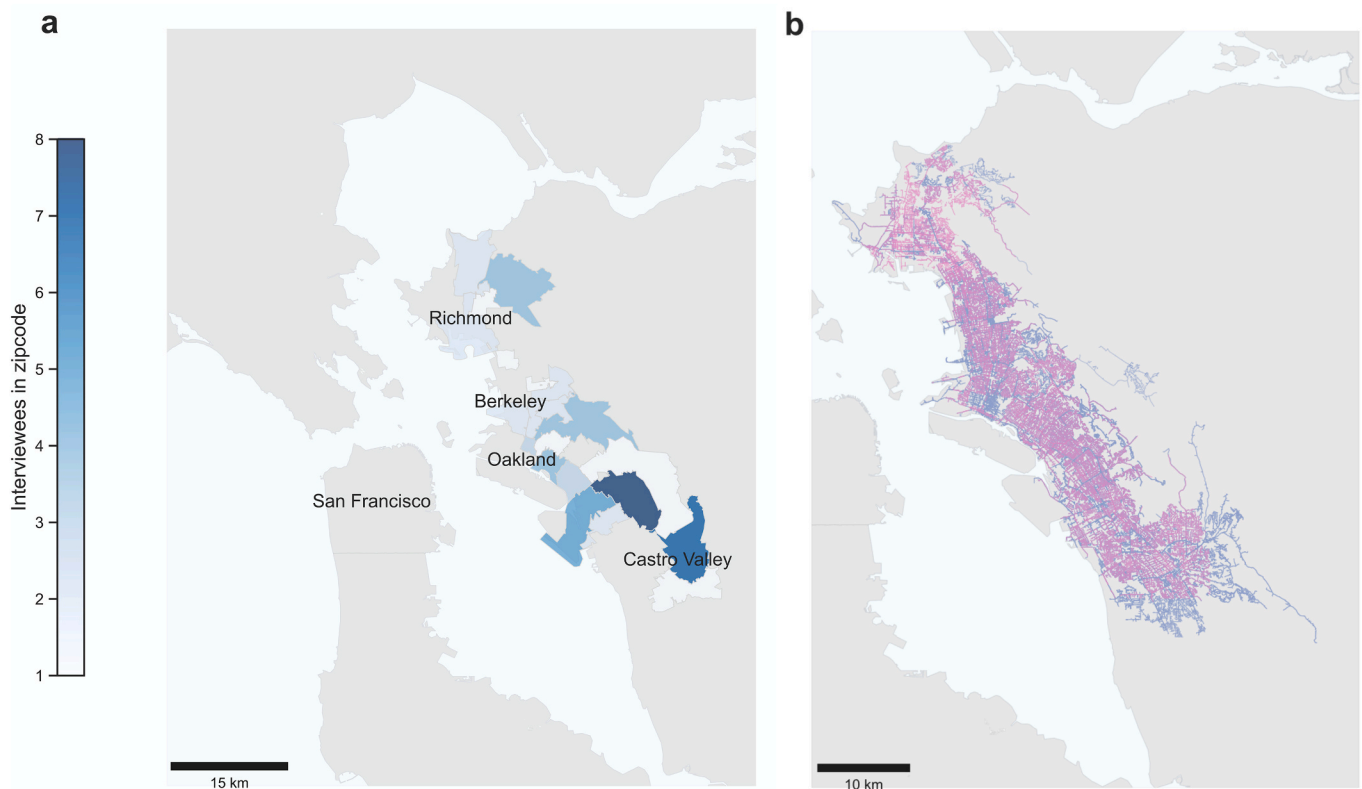 a
8
7
6
5
4
3
2
1
Interviewees in zipcode
Richmond
Berkeley
Oakland
San Francisco
Castro Valley
15 km
b
10 km